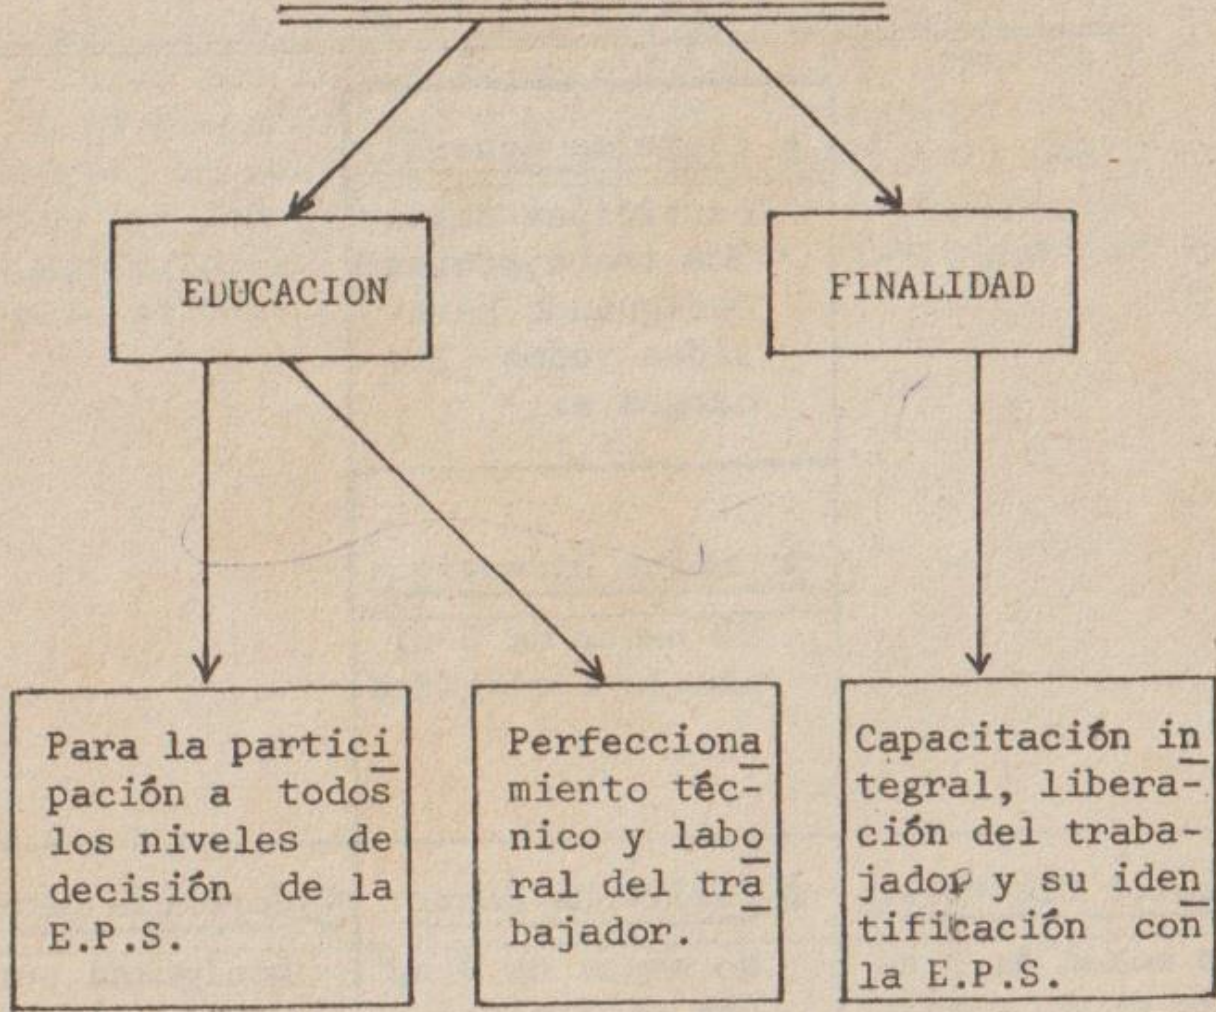 EDUCACION
FINALIDAD
Para la partici
pación a todos
los niveles de
decisión de la
E.P.S.
Perfecciona
miento téc-
nico y labo
ral del tra
bajador.
Capacitación in
tegral, libera-
ción del traba-
jador y su iden
tificación con
la E.P.S.